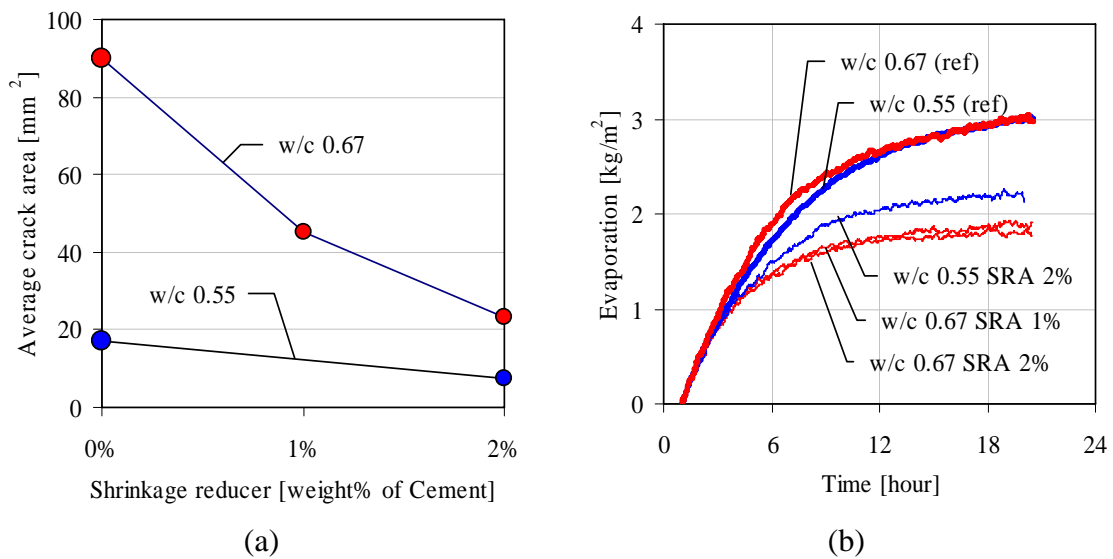 100
80
60
40
20
0
Average crack area [mm 2 ]
w/c 0.67
w/c 0.55
0% 1% 2%
Shrinkage reducer [weight% of Cement]
(a)
4
3
2
1
0
Evaporation [kg/m2]
w/c 0.67 (ref)
w/c 0.55 (ref)
w/c 0.55 SRA 2%
w/c 0.67 SRA 1%
w/c 0.67 SRA 2%
0 6 12 18 24
Time [hour]
(b)